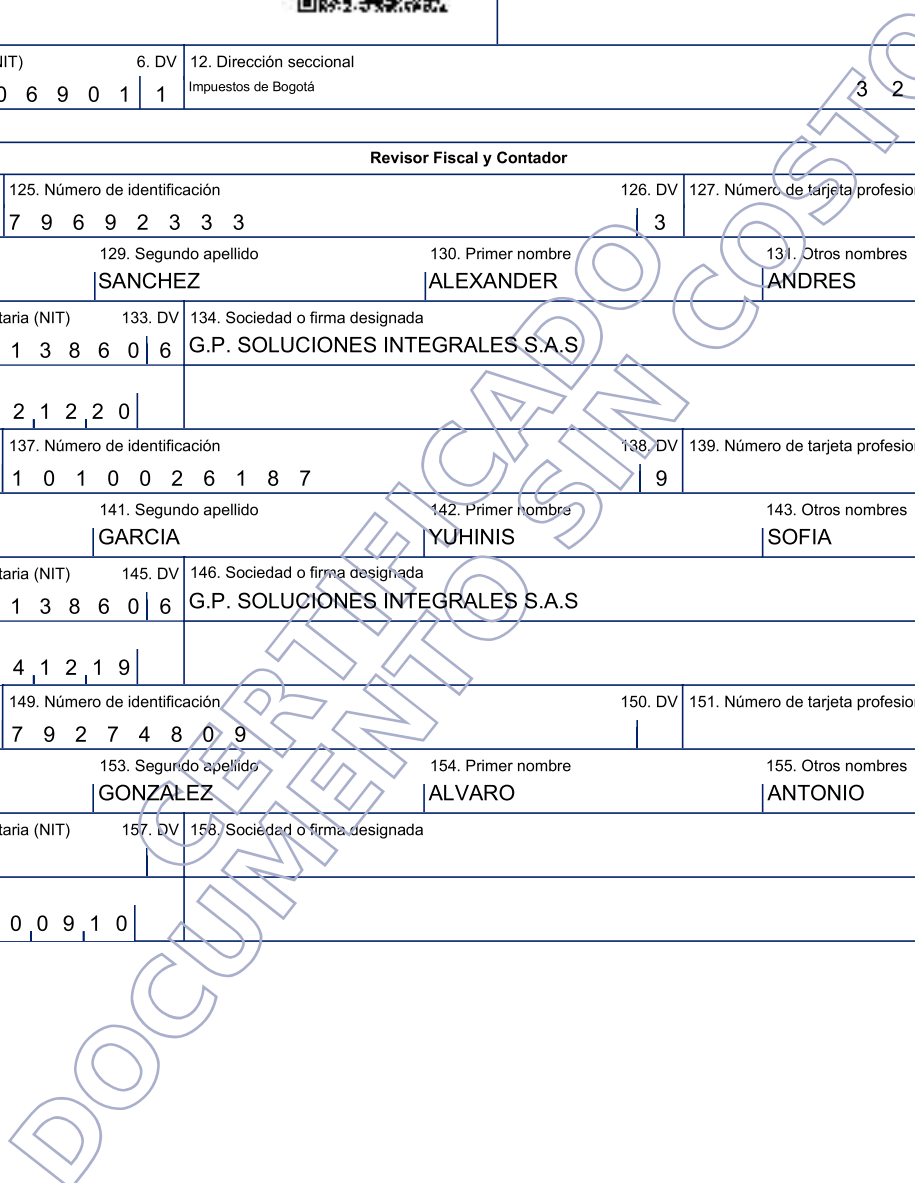 NIT) 6. DV 12. Dirección seccional
0 6 9 0 1 1 Impuestos de Bogotá 3 2
Revisor Fiscal y Contador
125. Número de identificación 126. DV 127. Número de tarjeta profesio
7 9 6 9 2 3 3 3 3
129. Segundo apellido 130. Primer nombre 131. Otros nombres
SANCHEZ ALEXANDER ANDRES
taria (NIT) 133. DV 134. Sociedad o firma designada
1 3 8 6 0 6 G.P. SOLUCIONES INTEGRALES S.A.S
2 1 2 2 0
137. Número de identificación 138. DV 139. Número de tarjeta profesio
1 0 1 0 0 2 6 1 8 7 9
141. Segundo apellido 142. Primer nombre 143. Otros nombres
GARCIA YUHINIS SOFIA
taria (NIT) 145. DV 146. Sociedad o firma designada
1 3 8 6 0 6 G.P. SOLUCIONES INTEGRALES S.A.S
4 1 2 1 9
149. Número de identificación 150. DV 151. Número de tarjeta profesio
7 9 2 7 4 8 0 9
153. Segundo apellido 154. Primer nombre 155. Otros nombres
GONZALEZ ALVARO ANTONIO
taria (NIT) 157. DV 158. Sociedad o firma designada
0 0 9 1 0
CERTIFICADO
DOCUMENTO SIN COSTO